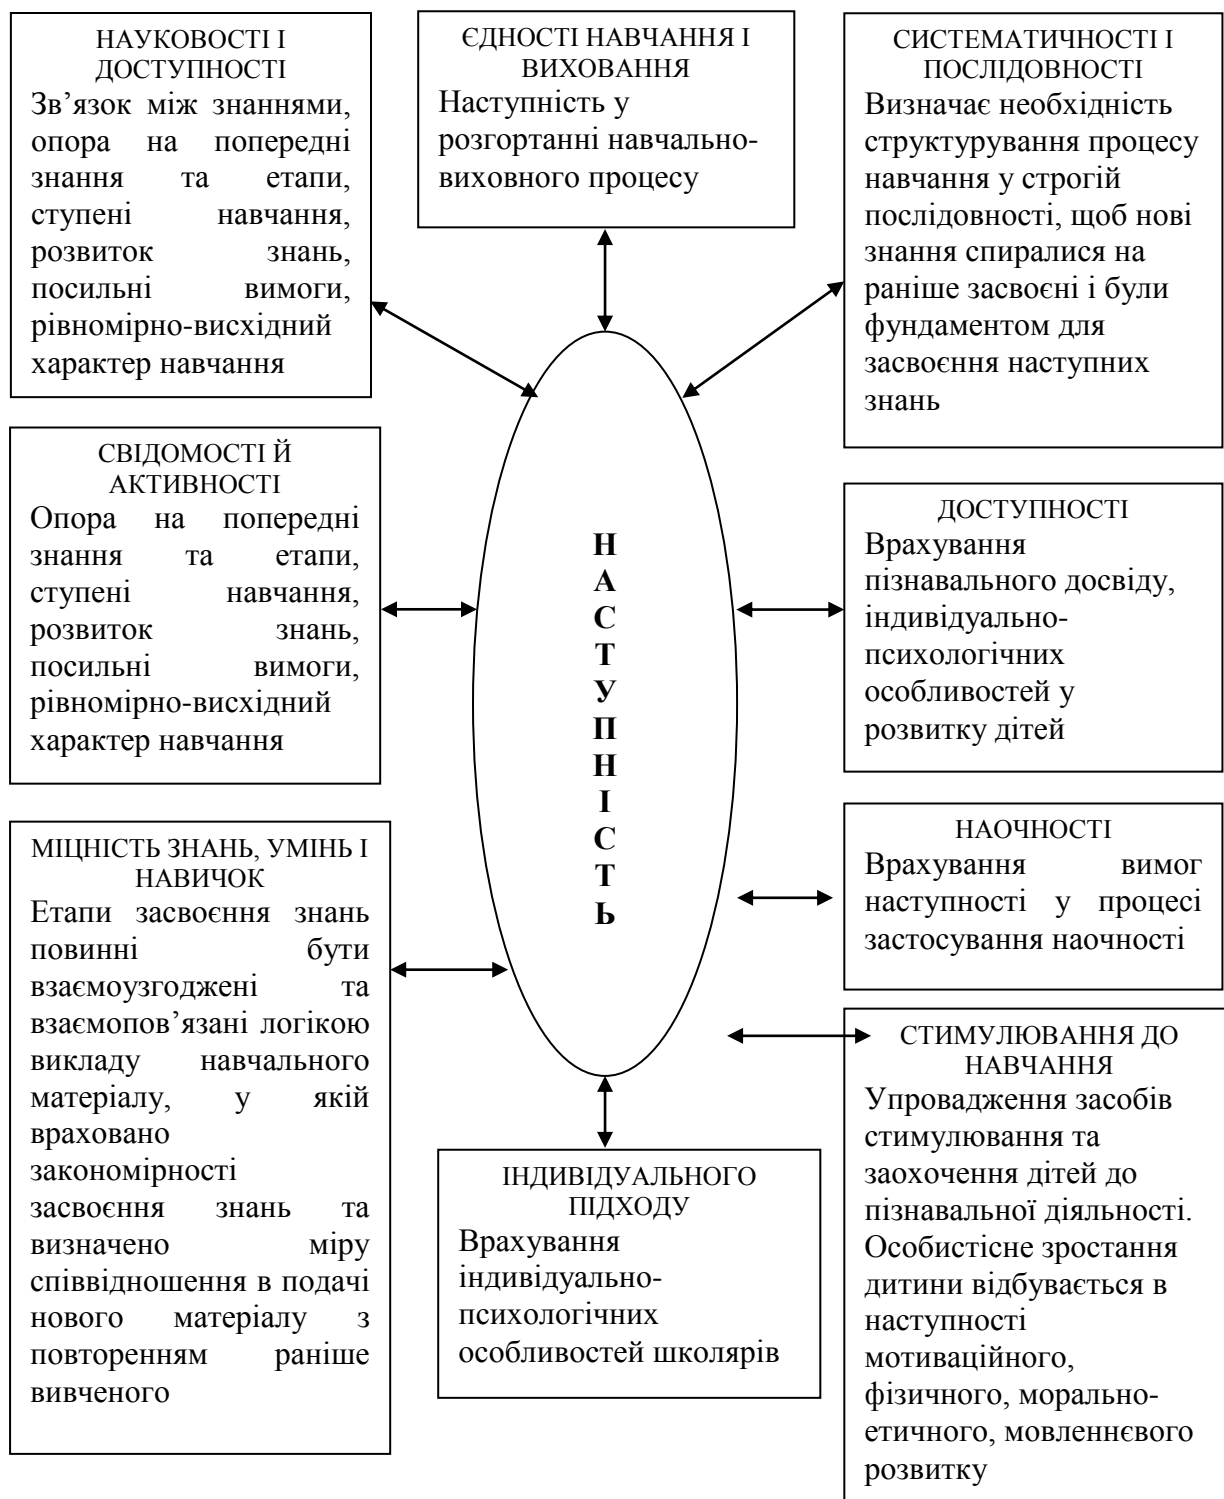 НАУКОВОСТІ І
ДОСТУПНОСТІ
Зв’язок між знаннями,
опора на попередні
знання та етапи,
ступені навчання,
розвиток знань,
посильні вимоги,
рівномірно-висхідний
характер навчання
ЄДНОСТІ НАВЧАННЯ І
ВИХОВАННЯ
Наступність у
розгортанні навчально-
виховного процесу
СИСТЕМАТИЧНОСТІ І
ПОСЛІДОВНОСТІ
Визначає необхідність
структурування процесу
навчання у строгій
послідовності, щоб нові
знання спиралися на
раніше засвоєні і були
фундаментом для
засвоєння наступних
знань
СВІДОМОСТІ Й
АКТИВНОСТІ
Опора на попередні
знання та етапи,
ступені навчання,
розвиток знань,
посильні вимоги,
рівномірно-висхідний
характер навчання
Н
А
С
Т
У
П
Н
І
С
Т
Ь
ДОСТУПНОСТІ
Врахування
пізнавального досвіду,
індивідуально-
психологічних
особливостей у
розвитку дітей
НАОЧНОСТІ
Врахування вимог
наступності у процесі
застосування наочності
МІЦНІСТЬ ЗНАНЬ, УМІНЬ І
НАВИЧОК
Етапи засвоєння знань
повинні бути
взаємоузгоджені та
взаємопов’язані логікою
викладу навчального
матеріалу, у якій
враховано
закономірності
засвоєння знань та
визначено міру
співвідношення в подачі
нового матеріалу з
повторенням раніше
вивченого
ІНДИВІДУАЛЬНОГО
ПІДХОДУ
Врахування
індивідуально-
психологічних
особливостей школярів
СТИМУЛЮВАННЯ ДО
НАВЧАННЯ
Упровадження засобів
стимулювання та
заохочення дітей до
пізнавальної діяльності.
Особистісне зростання
дитини відбувається в
наступності
мотиваційного,
фізичного, морально-
етичного, мовленнєвого
розвитку